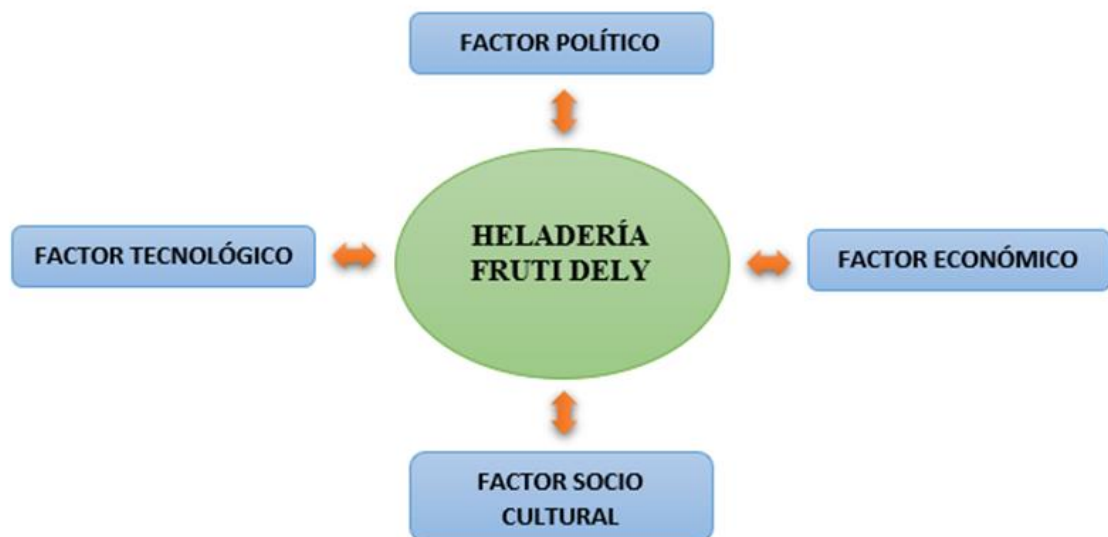 FACTOR POLÍTICO
FACTOR TECNOLÓGICO
HELADERÍA
FRUTI DELY
FACTOR ECONÓMICO
FACTOR SOCIO
CULTURAL